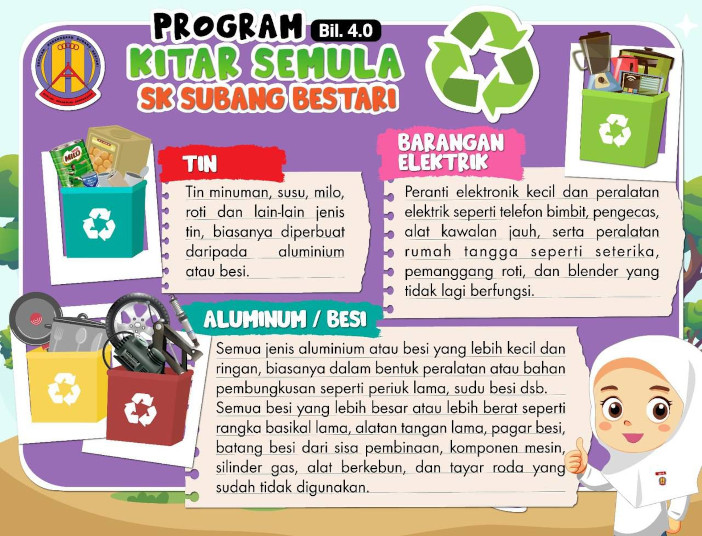 PROGRAM Bil. 4.0
KITAR SEMULA
SK SUBANG BESTARI
TIN
Tin minuman, susu, milo,
roti dan lain-lain jenis
tin, biasanya diperbuat
daripada aluminium
atau besi.
BARANGAN
ELEKTRIK
Peranti elektronik kecil dan peralatan
elektrik seperti telefon bimbit, pengecas,
alat kawalan jauh, serta peralatan
rumah tangga seperti seterika,
pemanggang roti, dan blender yang
tidak lagi berfungsi.
MILO
ALUMINUM / BESI
Semua jenis aluminium atau besi yang lebih kecil dan
ringan, biasanya dalam bentuk peralatan atau bahan
pembungkusan seperti periuk lama, sudu besi dsb.
Semua besi yang lebih besar atau lebih berat seperti
rangka basikal lama, alatan tangan lama, pagar besi,
batang besi dari sisa pembinaan, komponen mesin,
silinder gas, alat berkebun, dan tayar roda yang
sudah tidak digunakan.